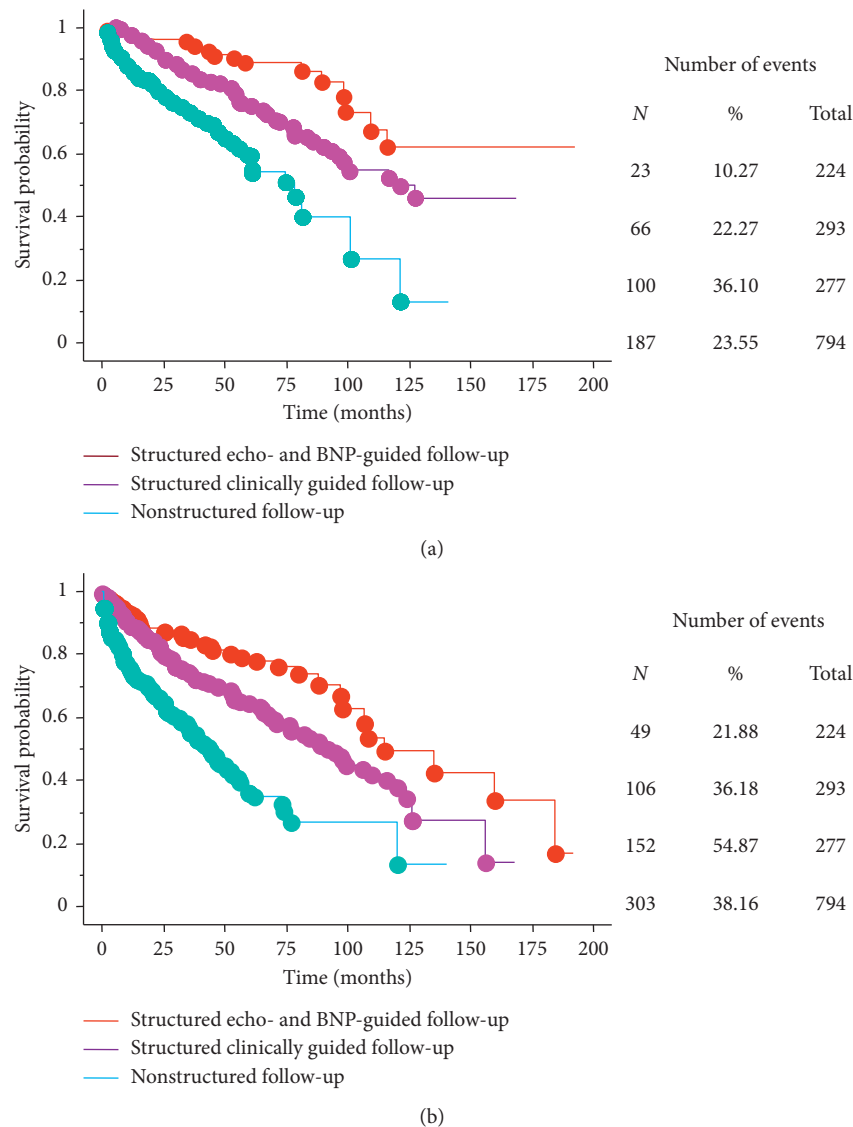 1
0.8
0.6
0.4
0.2
0
Survival probability
0 25 50 75 100 125 150 175 200
Time (months)
Number of events
N % Total
23 10.27 224
66 22.27 293
100 36.10 277
187 23.55 794
Structured echo- and BNP-guided follow-up
Structured clinically guided follow-up
Nonstructured follow-up
(a)
1
0.8
0.6
0.4
0.2
0
Survival probability
0 25 50 75 100 125 150 175 200
Time (months)
Number of events
N % Total
49 21.88 224
106 36.18 293
152 54.87 277
303 38.16 794
Structured echo- and BNP-guided follow-up
Structured clinically guided follow-up
Nonstructured follow-up
(b)